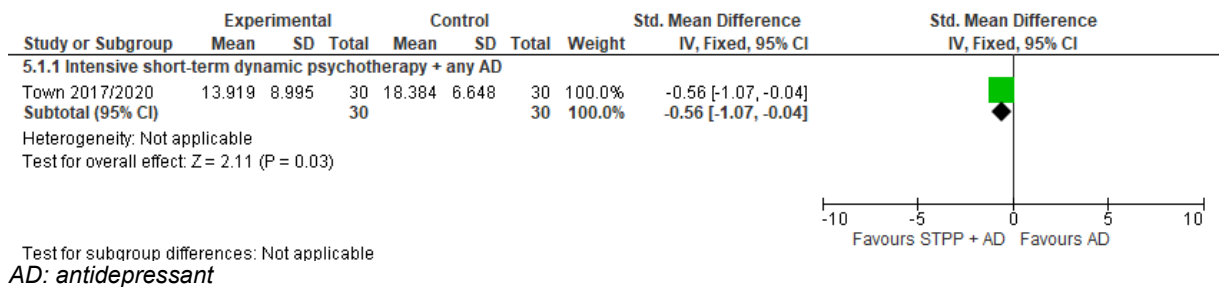 Experimental Control Std. Mean Difference Std. Mean Difference
Study or Subgroup Mean SD Total Mean SD Total Weight IV, Fixed, 95% CI IV, Fixed, 95% CI
5.1.1 Intensive short-term dynamic psychotherapy + any AD
Town 2017/2020 13.919 8.995 30 18.384 6.648 30 100.0% -0.56 [-1.07, -0.04]
Subtotal (95% CI) 30 30 100.0% -0.56 [-1.07, -0.04]
Heterogeneity: Not applicable
Test for overall effect: Z = 2.11 (P = 0.03)
-10 -5 0 5 10
Favours STPP + AD Favours AD
Test for subgroup differences: Not applicable
AD: antidepressant